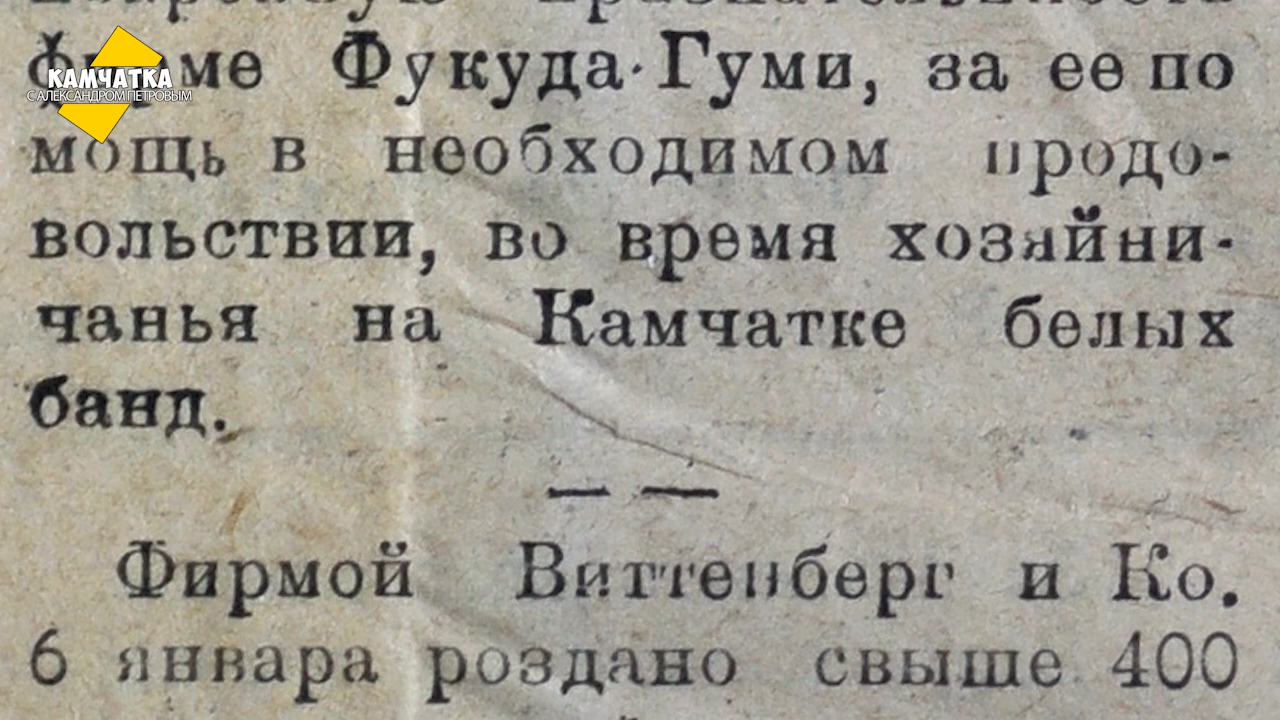 КАМЧАТКА
С АЛЕКСАНДРОМ ПЕТРОВЫМ
Фукуда-Гуми, за ее по
мощь в необходимом продо-
вольствии, во время хозяйни-
чанья на Камчатке белых
банд.
— —
Фирмой Виттенберг и Ко.
6 января роздано свыше 400